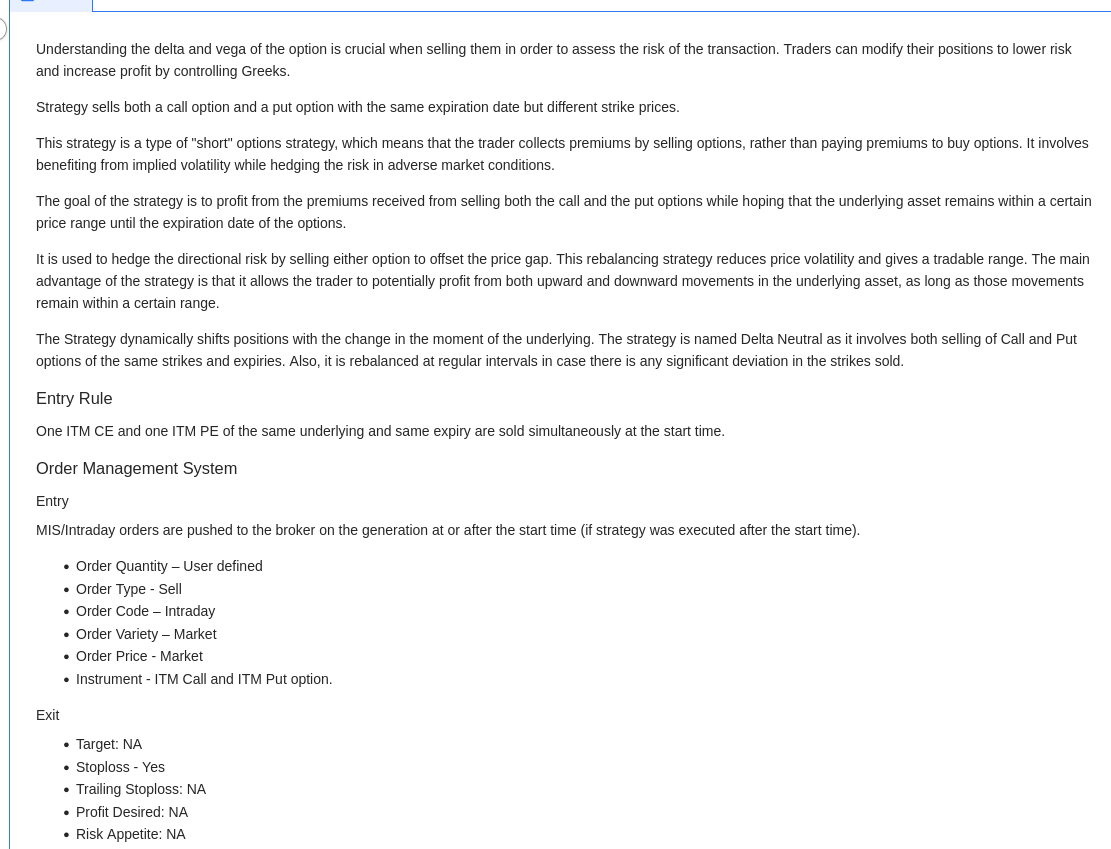 Understanding the delta and vega of the option is crucial when selling them in order to assess the risk of the transaction. Traders can modify their positions to lower risk
and increase profit by controlling Greeks.
Strategy sells both a call option and a put option with the same expiration date but different strike prices.
This strategy is a type of "short" options strategy, which means that the trader collects premiums by selling options, rather than paying premiums to buy options. It involves
benefiting from implied volatility while hedging the risk in adverse market conditions.
The goal of the strategy is to profit from the premiums received from selling both the call and the put options while hoping that the underlying asset remains within a certain
price range until the expiration date of the options.
It is used to hedge the directional risk by selling either option to offset the price gap. This rebalancing strategy reduces price volatility and gives a tradable range. The main
advantage of the strategy is that it allows the trader to potentially profit from both upward and downward movements in the underlying asset, as long as those movements
remain within a certain range.
The Strategy dynamically shifts positions with the change in the moment of the underlying. The strategy is named Delta Neutral as it involves both selling of Call and Put
options of the same strikes and expiries. Also, it is rebalanced at regular intervals in case there is any significant deviation in the strikes sold.
Entry Rule
One ITM CE and one ITM PE of the same underlying and same expiry are sold simultaneously at the start time.
Order Management System
Entry
MIS/Intraday orders are pushed to the broker on the generation at or after the start time (if strategy was executed after the start time).
• Order Quantity – User defined
• Order Type - Sell
• Order Code – Intraday
• Order Variety – Market
• Order Price - Market
• Instrument - ITM Call and ITM Put option.
Exit
• Target: NA
• Stoploss - Yes
• Trailing Stoploss: NA
• Profit Desired: NA
• Risk Appetite: NA